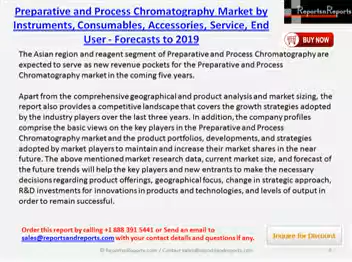 Preparative and Process Chromatography Market by
Instruments, Consumables, Accessories, Service, End
User - Forecasts to 2019
ReportsnReports
BUY NOW
The Asian region and reagent segment of Preparative and Process Chromatography are
expected to serve as new revenue pockets for the Preparative and Process
Chromatography market in the coming five years.
Apart from the comprehensive geographical and product analysis and market sizing, the
report also provides a competitive landscape that covers the growth strategies adopted
by the industry players over the last three years. In addition, the company profiles
comprise the basic views on the key players in the Preparative and Process
Chromatography market and the product portfolios, developments, and strategies
adopted by market players to maintain and increase their market shares in the near
future. The above mentioned market research data, current market size, and forecast of
the future trends will help the key players and new entrants to make the necessary
decisions regarding product offerings, geographical focus, change in strategic approach,
R&D investments for innovations in products and technologies, and levels of output in
order to remain successful.
Order this report by calling +1 888 391 5441 or Send an email to
sales@reportsandreports.com with your contact details and questions if any.
Inquire for Discount
© ReportsnReports.com / Contact sales@reportsandreports.com